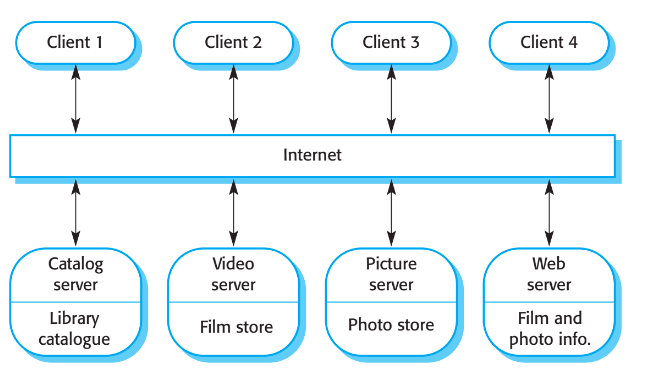 Client 1
Client 2
Client 3
Client 4
Internet
Catalog
server
Library
catalogue
Video
server
Film store
Picture
server
Photo store
Web
server
Film and
photo info.